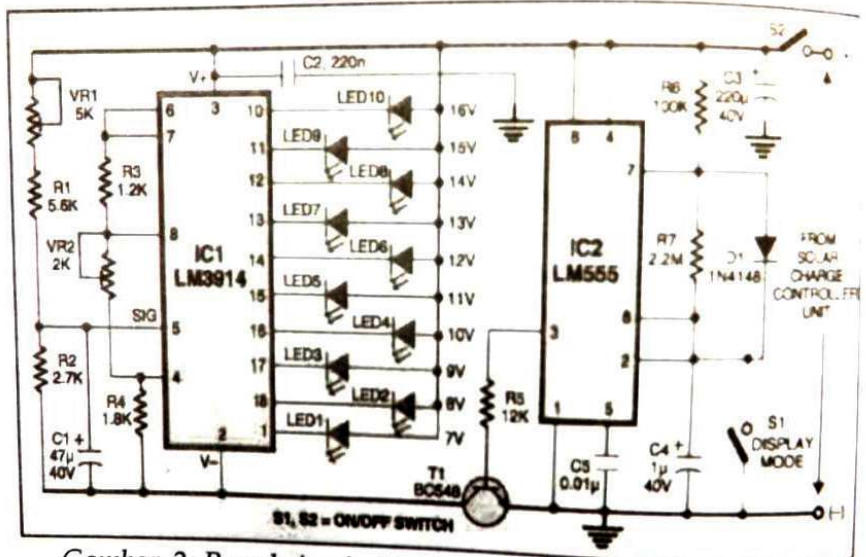 S2
V+
C2, 220n
VR1
5K
6
3
10
LED10
16V
R6
100K
C3
220µ
40V
+
7
11
LED9
15V
8
4
R3
1.2K
12
LED8
14V
7
R1
5.6K
13
LED7
13V
8
IC1
LM3914
14
LED6
12V
IC2
LM555
R7
2.2M
D1
1N4148
FROM
SOLAR
CHARGE
CONTROLLER
UNIT
VR2
2K
15
LED5
11V
SIG
5
16
LED4
10V
3
6
R2
2.7K
17
LED3
9V
2
4
R4
1.8K
18
LED2
8V
R5
12K
C1 +
47µ
40V
2
V–
1
LED1
7V
1
5
C4 +
1µ
40V
S1
DISPLAY
MODE
T1
BC548
C5
0.01µ
(–)
S1, S2 = ON/OFF SWITCH
Gambar 2.